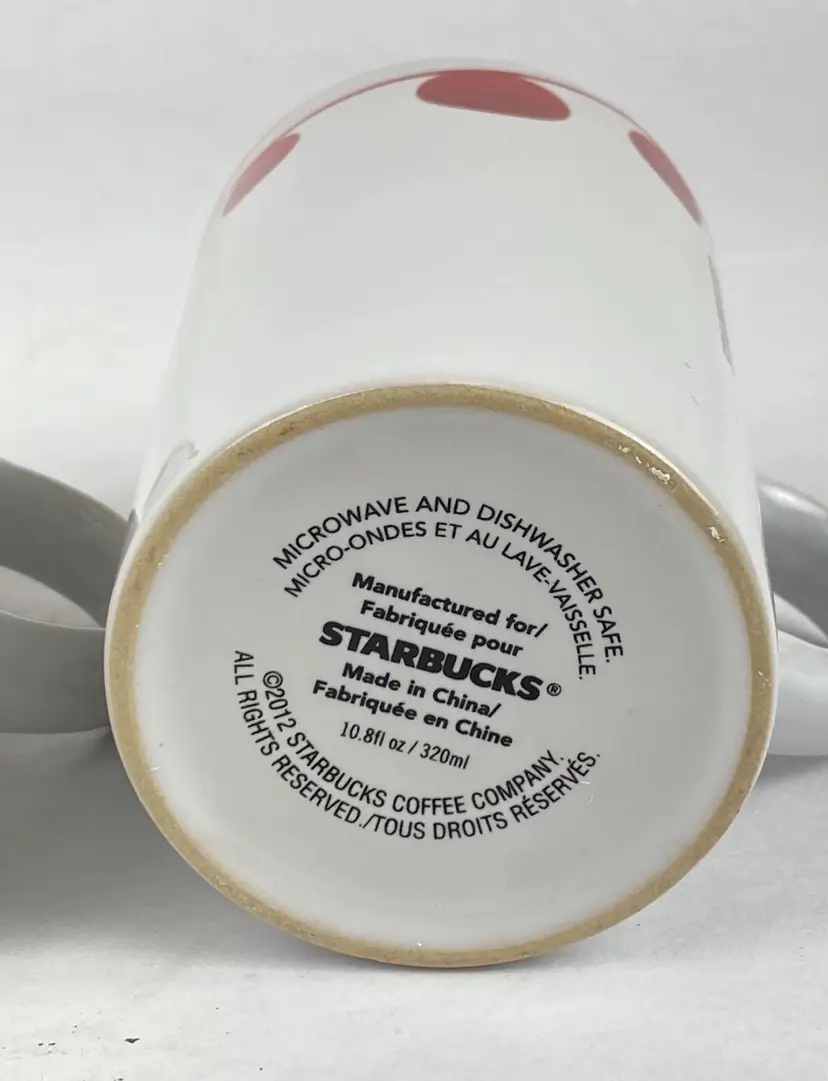 MICROWAVE AND DISHWASHER SAFE.
MICRO-ONDES ET AU LAVE-VAISSELLE.
Manufactured for/
Fabriquée pour
STARBUCKS®
Made in China/
Fabriquée en Chine
10.8fl oz / 320ml
©2012 STARBUCKS COFFEE COMPANY.
ALL RIGHTS RESERVED./TOUS DROITS RÉSERVÉS.